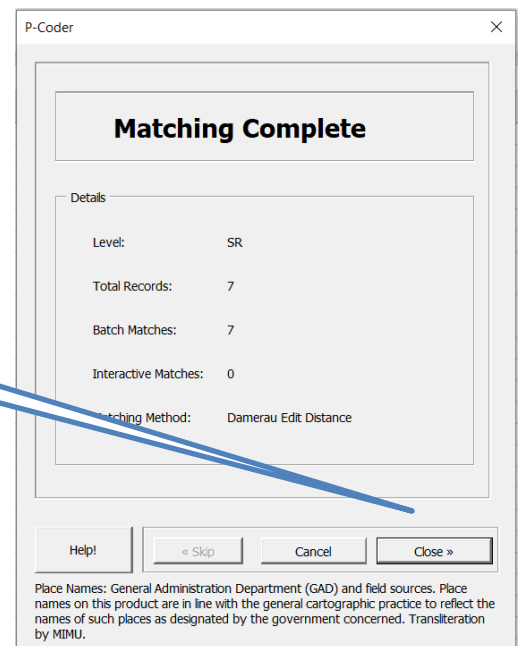 P-Coder
Matching Complete
Details
Level: SR
Total Records: 7
Batch Matches: 7
Interactive Matches: 0
Matching Method: Damerau Edit Distance
Help! « Skip Cancel Close »
Place Names: General Administration Department (GAD) and field sources. Place
names on this product are in line with the general cartographic practice to reflect the
names of such places as designated by the government concerned. Transliteration
by MIMU.